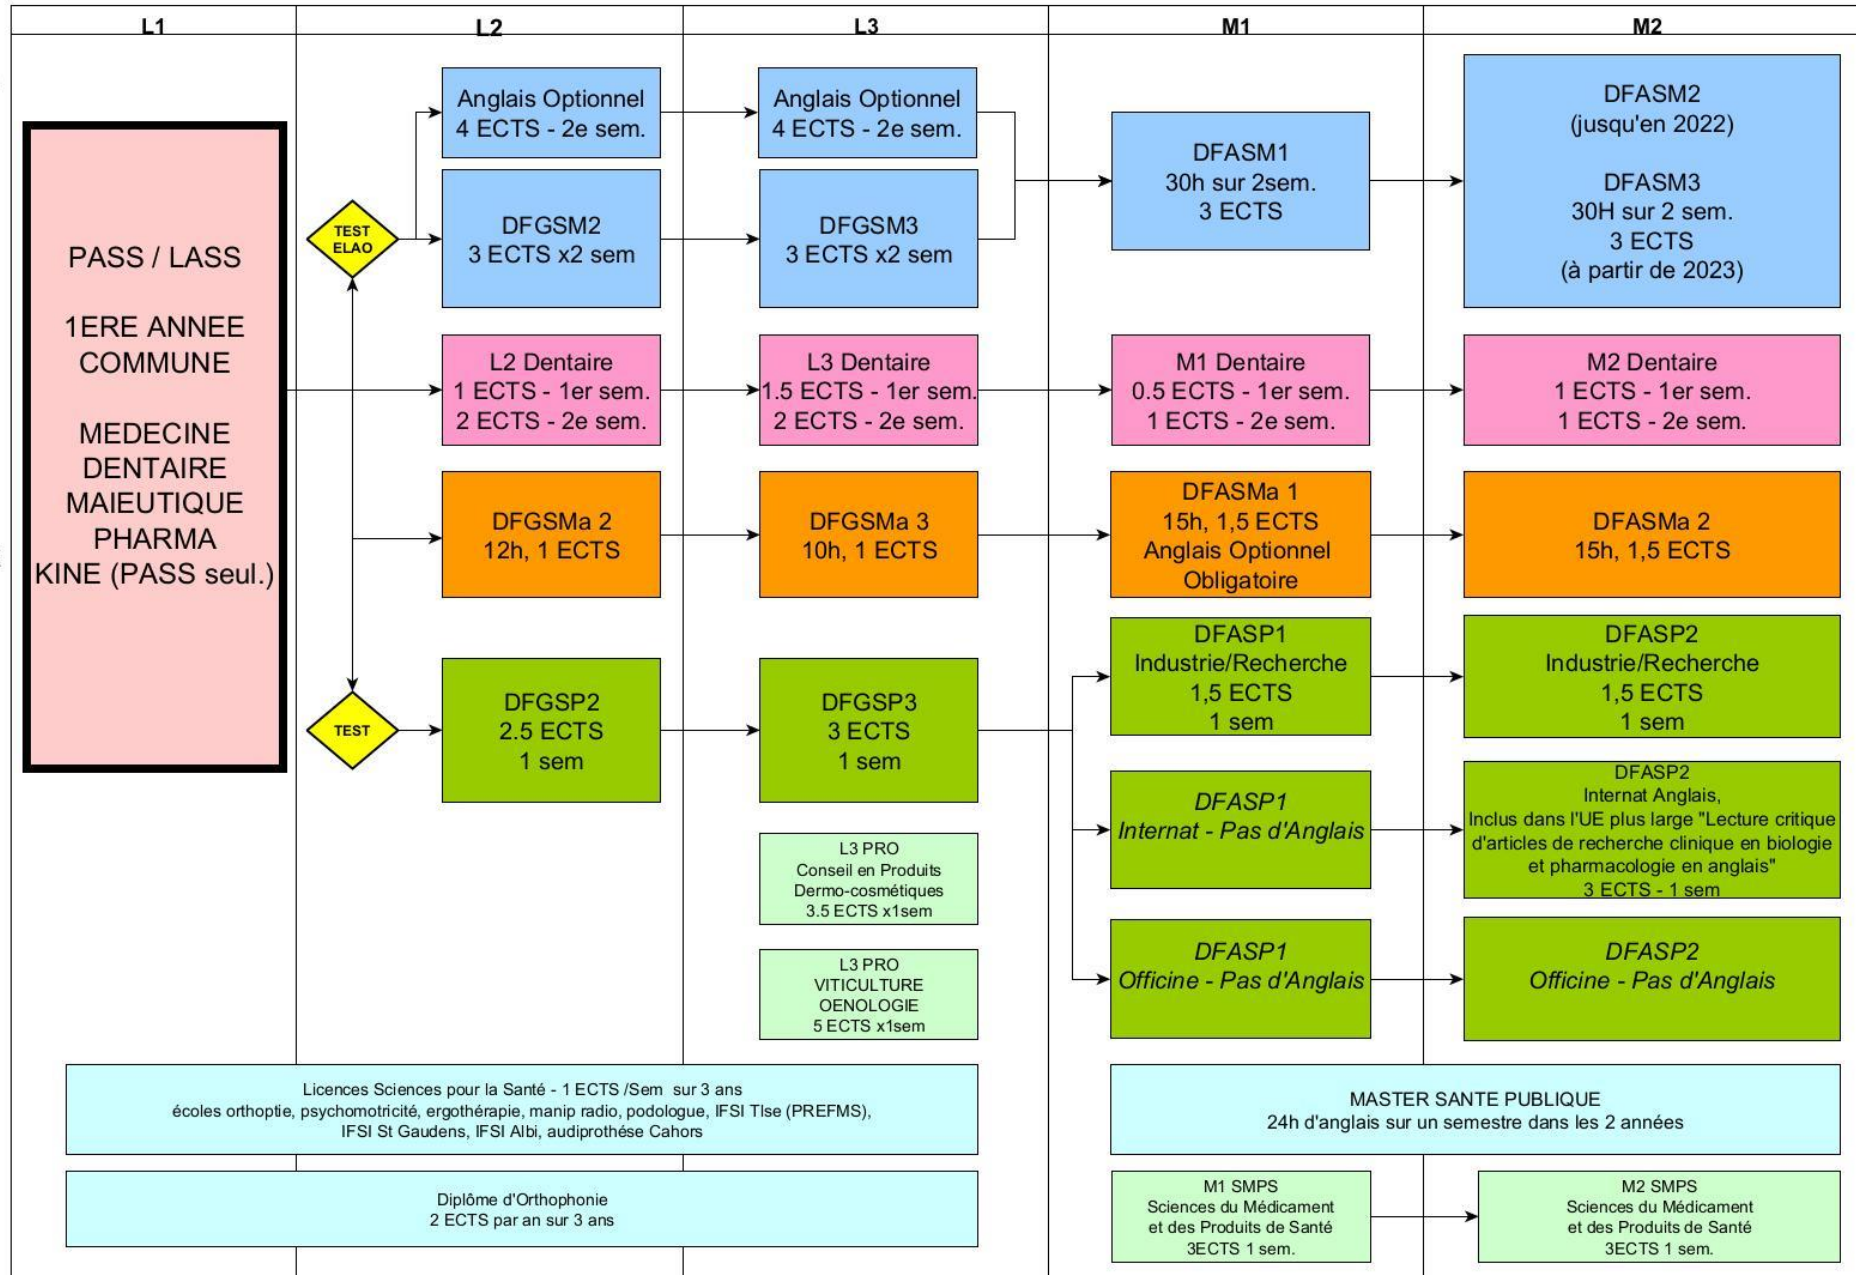 L1
L2
L3
M1
M2
PASS / LASS
1ERE ANNEE
COMMUNE
MEDECINE
DENTAIRE
MAIEUTIQUE
PHARMA
KINE (PASS seul.)
TEST
ELAO
TEST
Anglais Optionnel
4 ECTS - 2e sem.
Anglais Optionnel
4 ECTS - 2e sem.
DFGSM2
3 ECTS x2 sem
DFGSM3
3 ECTS x2 sem
DFASM1
30h sur 2sem.
3 ECTS
DFASM2
(jusqu'en 2022)
DFASM3
30H sur 2 sem.
3 ECTS
(à partir de 2023)
L2 Dentaire
1 ECTS - 1er sem.
2 ECTS - 2e sem.
L3 Dentaire
1.5 ECTS - 1er sem.
2 ECTS - 2e sem.
M1 Dentaire
0.5 ECTS - 1er sem.
1 ECTS - 2e sem.
M2 Dentaire
1 ECTS - 1er sem.
1 ECTS - 2e sem.
DFGSMa 2
12h, 1 ECTS
DFGSMa 3
10h, 1 ECTS
DFASMa 1
15h, 1,5 ECTS
Anglais Optionnel
Obligatoire
DFASMa 2
15h, 1,5 ECTS
DFGSP2
2.5 ECTS
1 sem
DFGSP3
3 ECTS
1 sem
DFASP1
Industrie/Recherche
1,5 ECTS
1 sem
DFASP2
Industrie/Recherche
1,5 ECTS
1 sem
DFASP1
Internat - Pas d'Anglais
DFASP2
Internat Anglais,
Inclus dans l'UE plus large "Lecture critique
d'articles de recherche clinique en biologie
et pharmacologie en anglais"
3 ECTS - 1 sem
DFASP1
Officine - Pas d'Anglais
DFASP2
Officine - Pas d'Anglais
L3 PRO
Conseil en Produits
Dermo-cosmétiques
3.5 ECTS x1sem
L3 PRO
VITICULTURE
OENOLOGIE
5 ECTS x1sem
Licences Sciences pour la Santé - 1 ECTS /Sem sur 3 ans
écoles orthoptie, psychomotricité, ergothérapie, manip radio, podologue, IFSI Tlse (PREFMS),
IFSI St Gaudens, IFSI Albi, audiprothése Cahors
MASTER SANTE PUBLIQUE
24h d'anglais sur un semestre dans les 2 années
Diplôme d'Orthophonie
2 ECTS par an sur 3 ans
M1 SMPS
Sciences du Médicament
et des Produits de Santé
3ECTS 1 sem.
M2 SMPS
Sciences du Médicament
et des Produits de Santé
3ECTS 1 sem.